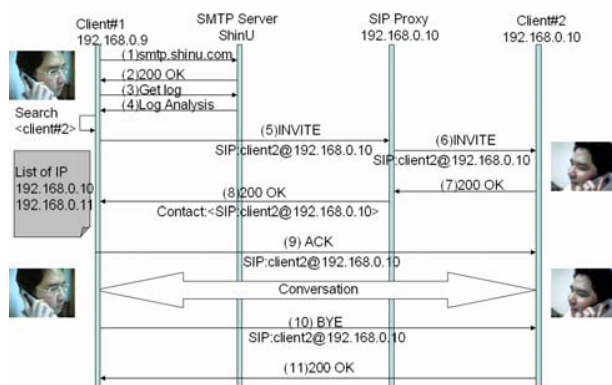 Client#1
192.168.0.9
SMTP Server
ShinU
SIP Proxy
192.168.0.10
Client#2
192.168.0.10
(1)smtp.shinu.com
(2)200 OK
(3)Get log
(4)Log Analysis
Search
<client#2>
(5)INVITE
SIP:client2@192.168.0.10
(6)INVITE
SIP:client2@192.168.0.10
List of IP
192.168.0.10
192.168.0.11
(7)200 OK
(8)200 OK
Contact:<SIP:client2@192.168.0.10>
(9) ACK
SIP:client2@192.168.0.10
Conversation
(10) BYE
SIP:client2@192.168.0.10
(11)200 OK